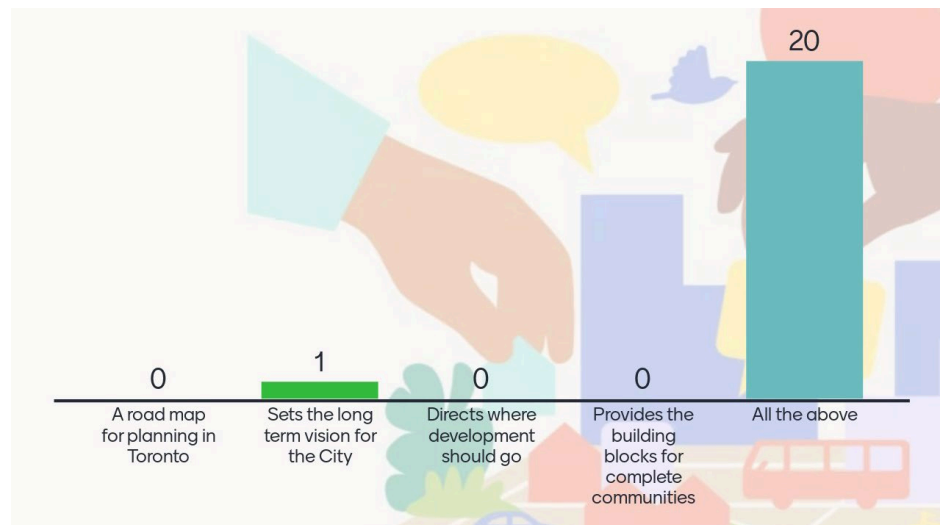 20
1
0
0
0
A road map
for planning in
Toronto
Sets the long
term vision for
the City
Directs where
development
should go
Provides the
building
blocks for
complete
communities
All the above